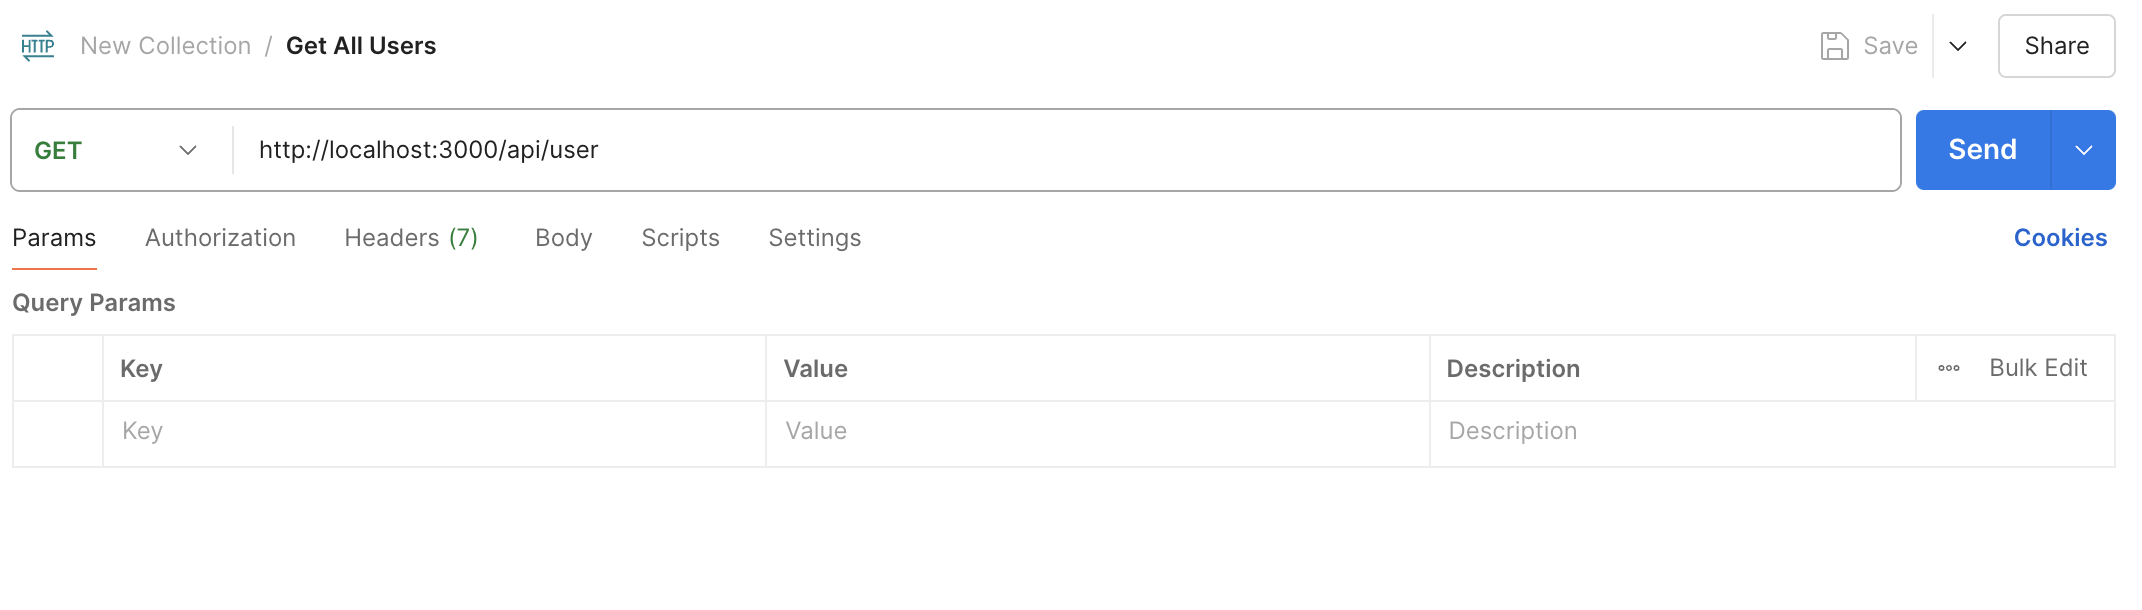 HTTP New Collection / Get All Users Save Share
GET http://localhost:3000/api/user Send
Params Authorization Headers (7) Body Scripts Settings Cookies
Query Params
Key Value Description Bulk Edit
Key Value Description